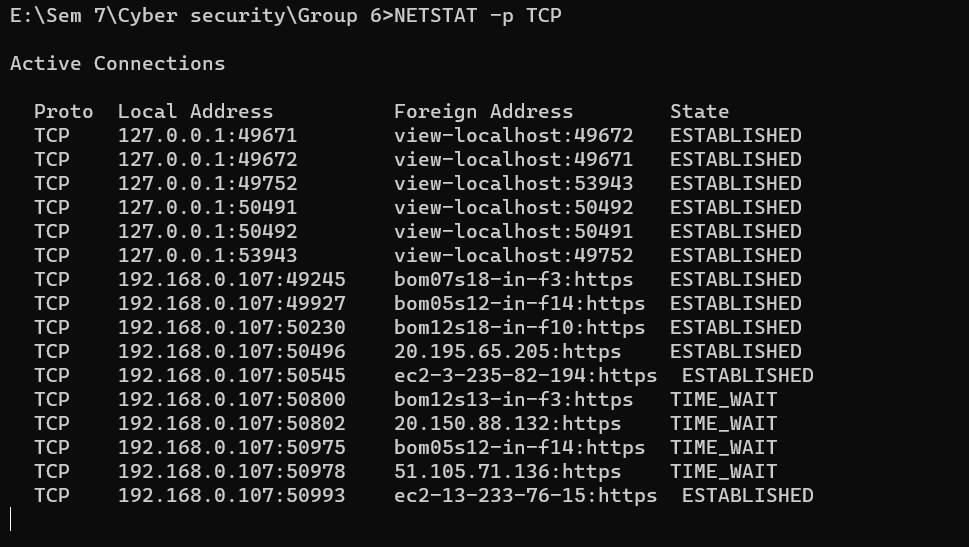 E:\Sem 7\Cyber security\Group 6>NETSTAT -p TCP
Active Connections
Proto  Local Address          Foreign Address        State
TCP    127.0.0.1:49671        view-localhost:49672   ESTABLISHED
TCP    127.0.0.1:49672        view-localhost:49671   ESTABLISHED
TCP    127.0.0.1:49752        view-localhost:53943   ESTABLISHED
TCP    127.0.0.1:50491        view-localhost:50492   ESTABLISHED
TCP    127.0.0.1:50492        view-localhost:50491   ESTABLISHED
TCP    127.0.0.1:53943        view-localhost:49752   ESTABLISHED
TCP    192.168.0.107:49245    bom07s18-in-f3:https   ESTABLISHED
TCP    192.168.0.107:49927    bom05s12-in-f14:https  ESTABLISHED
TCP    192.168.0.107:50230    bom12s18-in-f10:https  ESTABLISHED
TCP    192.168.0.107:50496    20.195.65.205:https    ESTABLISHED
TCP    192.168.0.107:50545    ec2-3-235-82-194:https  ESTABLISHED
TCP    192.168.0.107:50800    bom12s13-in-f3:https   TIME_WAIT
TCP    192.168.0.107:50802    20.150.88.132:https    TIME_WAIT
TCP    192.168.0.107:50975    bom05s12-in-f14:https  TIME_WAIT
TCP    192.168.0.107:50978    51.105.71.136:https    TIME_WAIT
TCP    192.168.0.107:50993    ec2-13-233-76-15:https  ESTABLISHED